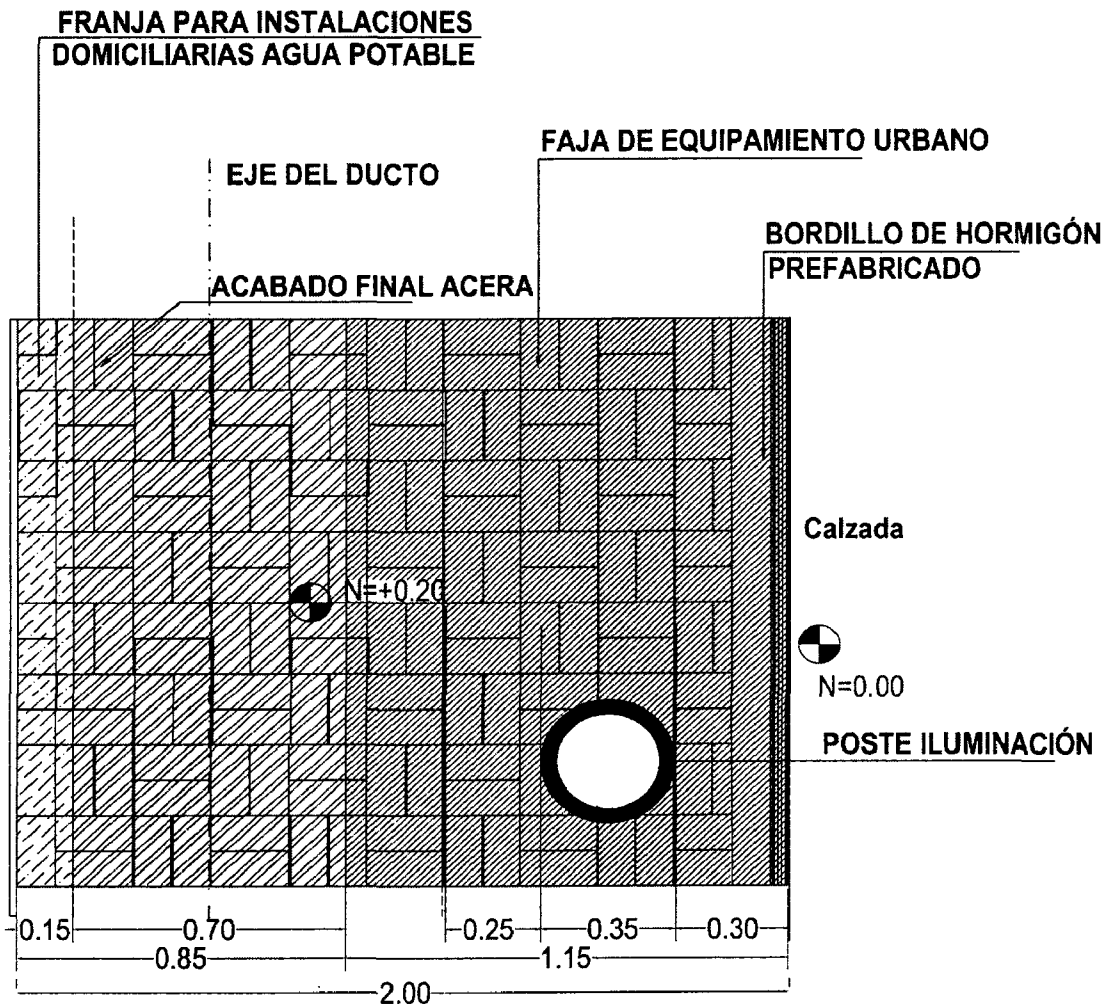 FRANJA PARA INSTALACIONES
DOMICILIARIAS AGUA POTABLE
FAJA DE EQUIPAMIENTO URBANO
EJE DEL DUCTO
BORDILLO DE HORMIGÓN
PREFABRICADO
ACABADO FINAL ACERA
Calzada
N=+0.20
N=0.00
POSTE ILUMINACIÓN
0.15
0.70
0.25
0.35
0.30
0.85
1.15
2.00